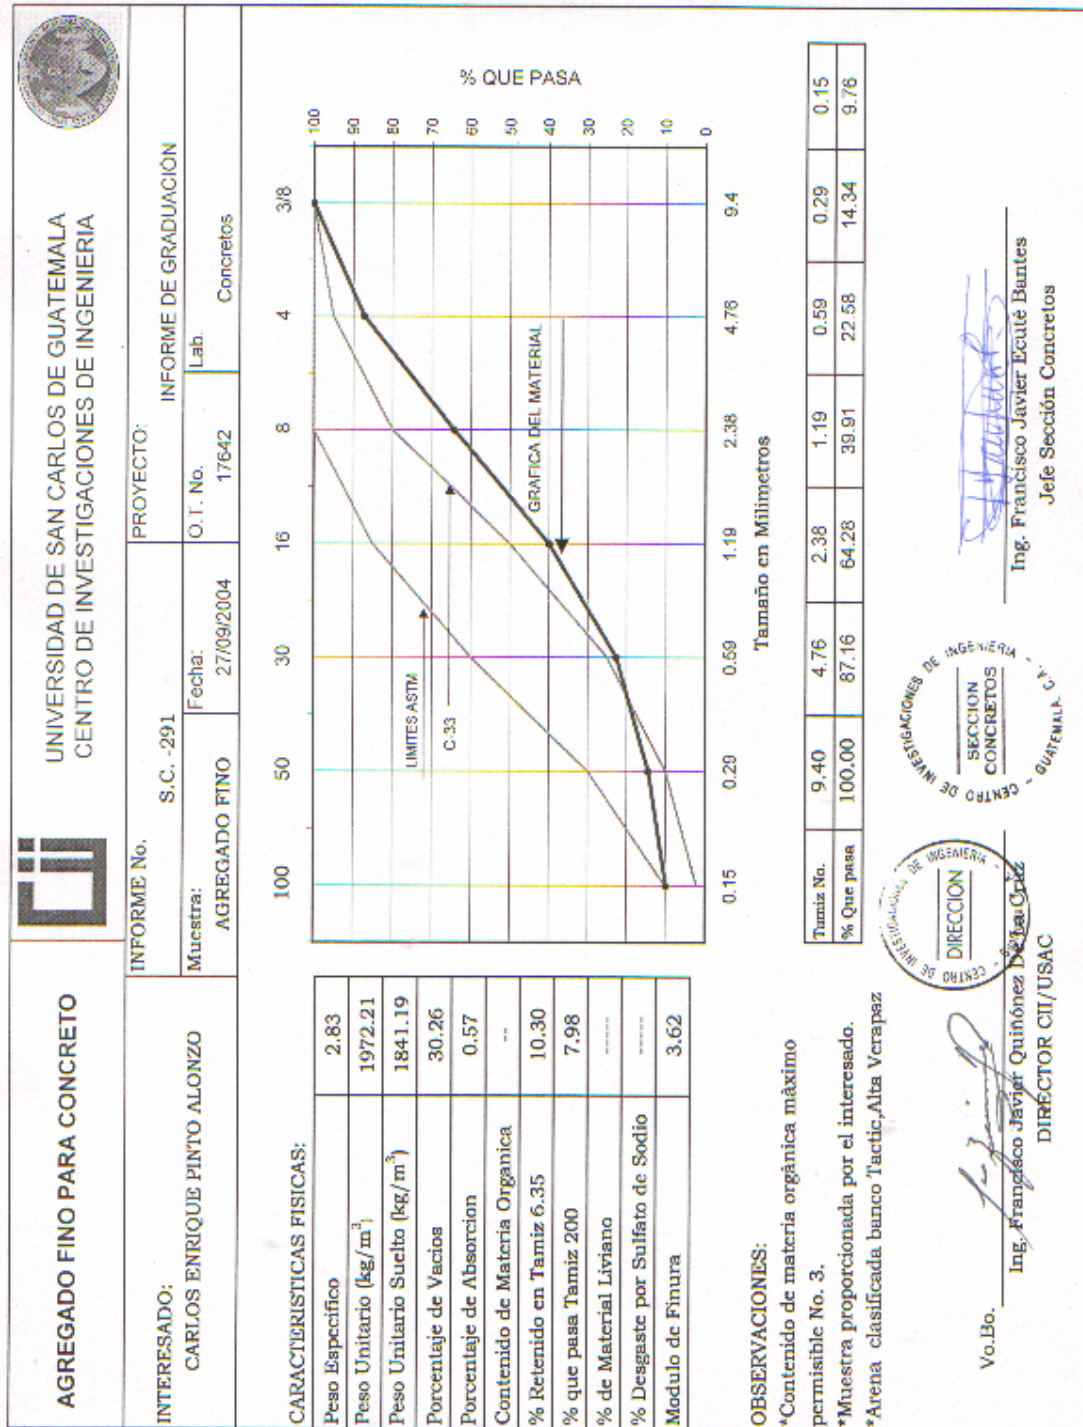 AGREGADO FINO PARA CONCRETO
CII
UNIVERSIDAD DE SAN CARLOS DE GUATEMALA
CENTRO DE INVESTIGACIONES DE INGENIERIA
INTERESADO:
CARLOS ENRIQUE PINTO ALONZO
INFORME No.
S.C. -291
PROYECTO:
INFORME DE GRADUACIÓN
Muestra:
AGREGADO FINO
Fecha:
27/09/2004
O.T. No.
17642
Lab.
Concretos
CARACTERISTICAS FISICAS:
Peso Especifico 2.83
Peso Unitario (kg/m³) 1972.21
Peso Unitario Suelto (kg/m³) 1841.19
Porcentaje de Vacios 30.26
Porcentaje de Absorcion 0.57
Contenido de Materia Organica --
% Retenido en Tamiz 6.35 10.30
% que pasa Tamiz 200 7.98
% de Material Liviano -----
% Desgaste por Sulfato de Sodio -----
Modulo de Finura 3.62
100 50 30 16 8 4 3/8
% QUE PASA
100
90
80
70
60
50
40
30
20
10
0
LIMITES ASTM
C-33
GRAFICA DEL MATERIAL
0.15 0.29 0.59 1.19 2.38 4.76 9.4
Tamaño en Milimetros
Tamiz No. 9.40 4.76 2.38 1.19 0.59 0.29 0.15
% Que pasa 100.00 87.16 64.28 39.91 22.58 14.34 9.76
OBSERVACIONES:
*Contenido de materia orgánica máximo
permisible No. 3.
*Muestra proporcionada por el interesado.
*Arena clasificada banco Tactic,Alta Verapaz
Vo.Bo.
Ing. Francisco Javier Quiñónez De La Cruz
DIRECTOR CII/USAC
CENTRO DE INVESTIGACIONES DE INGENIERIA
DIRECCION
CENTRO DE INVESTIGACIONES DE INGENIERIA - GUATEMALA, C.A.
SECCION
CONCRETOS
Ing. Francisco Javier Ecuté Bantes
Jefe Sección Concretos